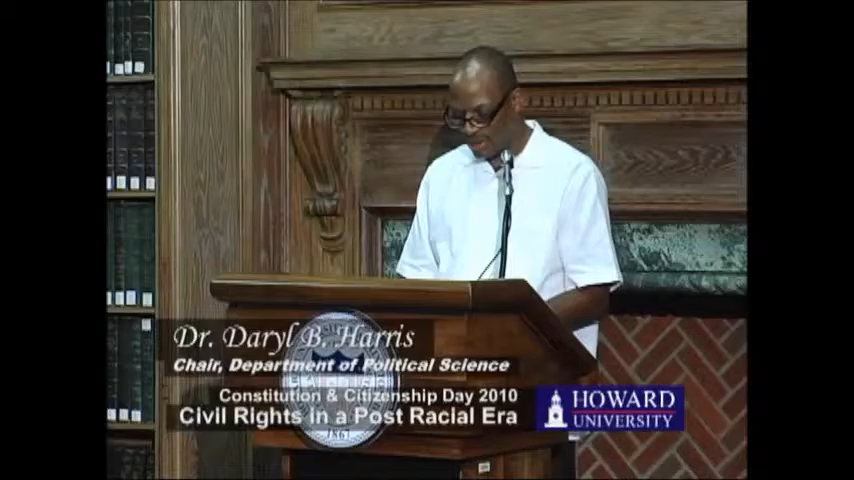 Dr. Daryl B. Harris
Chair, Department of Political Science
Constitution & Citizenship Day 2010
Civil Rights in a Post Racial Era
HOWARD
UNIVERSITY
1867